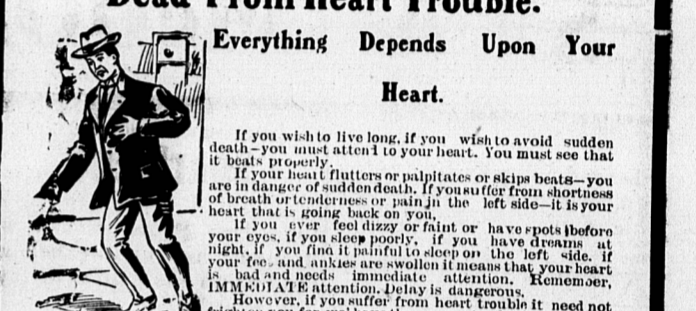 Dead From Heart Trouble.
Everything Depends Upon Your
Heart.
If you wish to live long, if you wish to avoid sudden
death—you must attend to your heart. You must see that
it beats properly.
If your heart flutters or palpitates or skips beats—you
are in danger of sudden death. If you suffer from shortness
of breath or tenderness or pain in the left side—it is your
heart that is going back on you,
If you ever feel dizzy or faint or have spots before
your eyes, if you sleep poorly, if you have dreams at
night, if you find it painful to sleep on the left side, if
your feet and ankles are swollen it means that your heart
is bad and needs immediate attention. Remember,
IMMEDIATE attention. Delay is dangerous.
However, if you suffer from heart trouble it need not